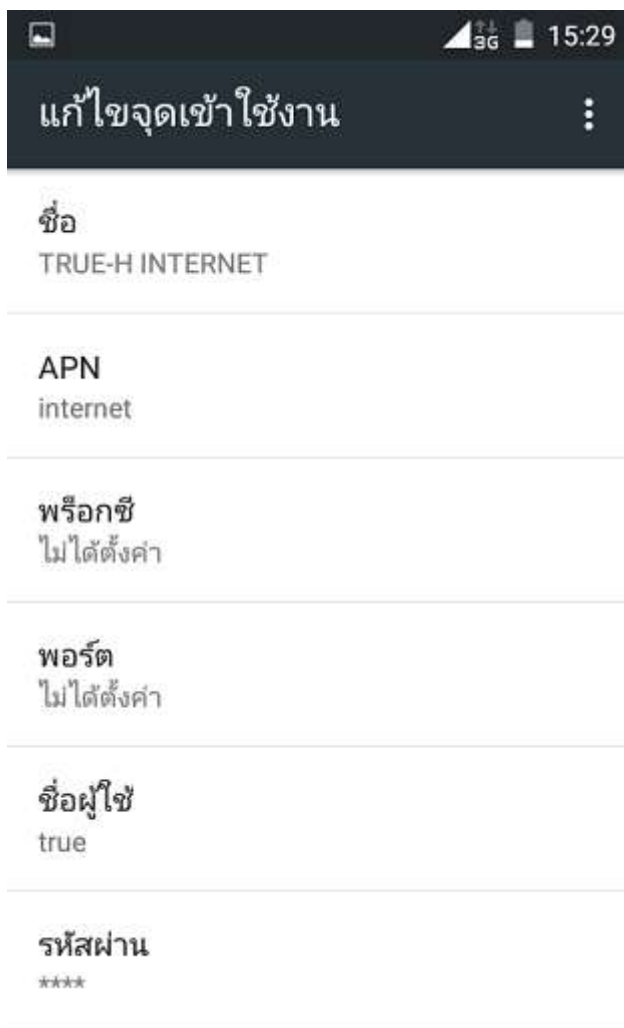 3G 15:29
แก้ไขจุดเข้าใช้งาน
ชื่อ
TRUE-H INTERNET
APN
internet
พร็อกซี
ไม่ได้ตั้งค่า
พอร์ต
ไม่ได้ตั้งค่า
ชื่อผู้ใช้
true
รหัสผ่าน
****